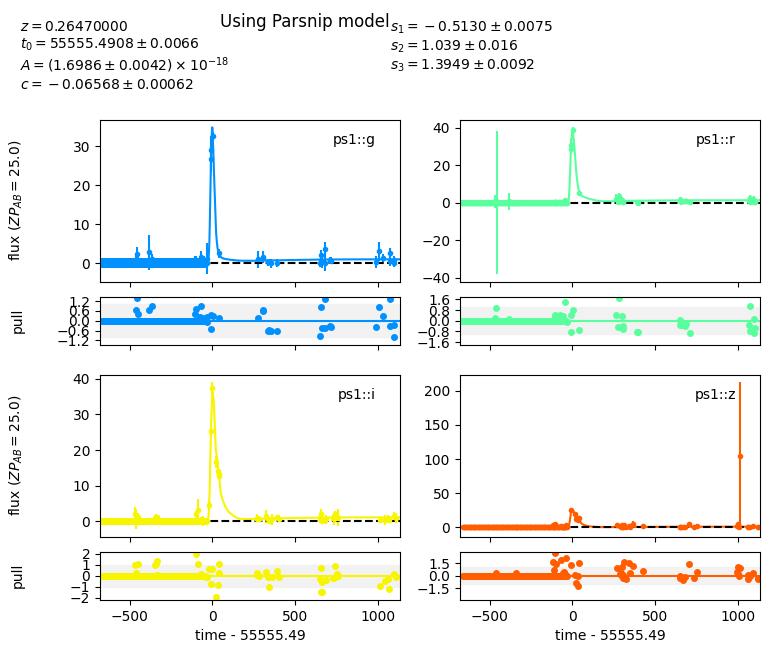 Using Parsnip model
z = 0.26470000
t₀ = 55555.4908 ± 0.0066
A = (1.6986 ± 0.0042) × 10⁻¹⁸
c = −0.06568 ± 0.00062
s₁ = −0.5130 ± 0.0075
s₂ = 1.039 ± 0.016
s₃ = 1.3949 ± 0.0092
flux (ZP_AB = 25.0)
30
20
10
0
ps1::g
40
20
0
−20
−40
ps1::r
pull
1.2
0.6
0.0
−0.6
−1.2
1.6
0.8
0.0
−0.8
−1.6
flux (ZP_AB = 25.0)
40
30
20
10
0
ps1::i
200
150
100
50
0
ps1::z
pull
2
1
0
−1
−2
1.5
0.0
−1.5
−500 0 500 1000
−500 0 500 1000
time - 55555.49
time - 55555.49